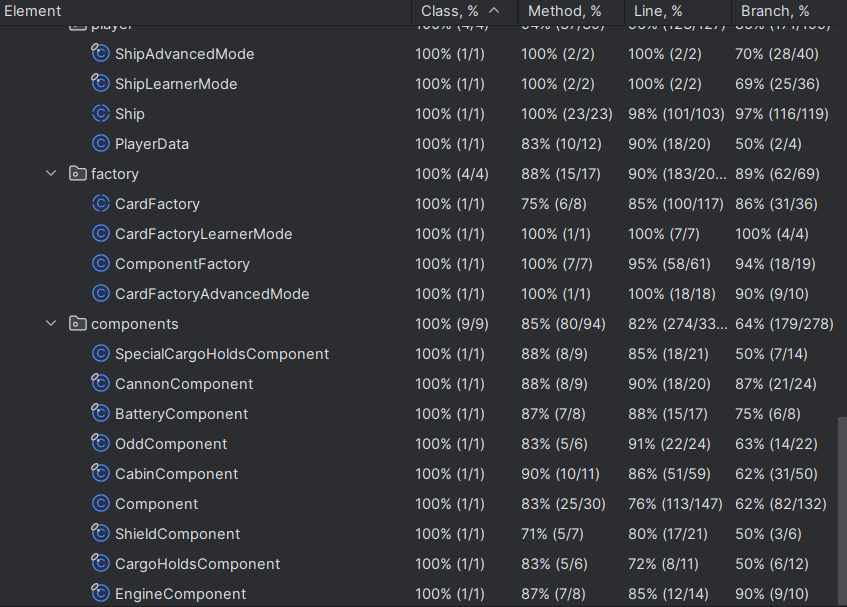 Element Class, % Method, % Line, % Branch, %
player 100% (4/4)
ShipAdvancedMode 100% (1/1) 100% (2/2) 100% (2/2) 70% (28/40)
ShipLearnerMode 100% (1/1) 100% (2/2) 100% (2/2) 69% (25/36)
Ship 100% (1/1) 100% (23/23) 98% (101/103) 97% (116/119)
PlayerData 100% (1/1) 83% (10/12) 90% (18/20) 50% (2/4)
factory 100% (4/4) 88% (15/17) 90% (183/20... 89% (62/69)
CardFactory 100% (1/1) 75% (6/8) 85% (100/117) 86% (31/36)
CardFactoryLearnerMode 100% (1/1) 100% (1/1) 100% (7/7) 100% (4/4)
ComponentFactory 100% (1/1) 100% (7/7) 95% (58/61) 94% (18/19)
CardFactoryAdvancedMode 100% (1/1) 100% (1/1) 100% (18/18) 90% (9/10)
components 100% (9/9) 85% (80/94) 82% (274/33... 64% (179/278)
SpecialCargoHoldsComponent 100% (1/1) 88% (8/9) 85% (18/21) 50% (7/14)
CannonComponent 100% (1/1) 88% (8/9) 90% (18/20) 87% (21/24)
BatteryComponent 100% (1/1) 87% (7/8) 88% (15/17) 75% (6/8)
OddComponent 100% (1/1) 83% (5/6) 91% (22/24) 63% (14/22)
CabinComponent 100% (1/1) 90% (10/11) 86% (51/59) 62% (31/50)
Component 100% (1/1) 83% (25/30) 76% (113/147) 62% (82/132)
ShieldComponent 100% (1/1) 71% (5/7) 80% (17/21) 50% (3/6)
CargoHoldsComponent 100% (1/1) 83% (5/6) 72% (8/11) 50% (6/12)
EngineComponent 100% (1/1) 87% (7/8) 85% (12/14) 90% (9/10)